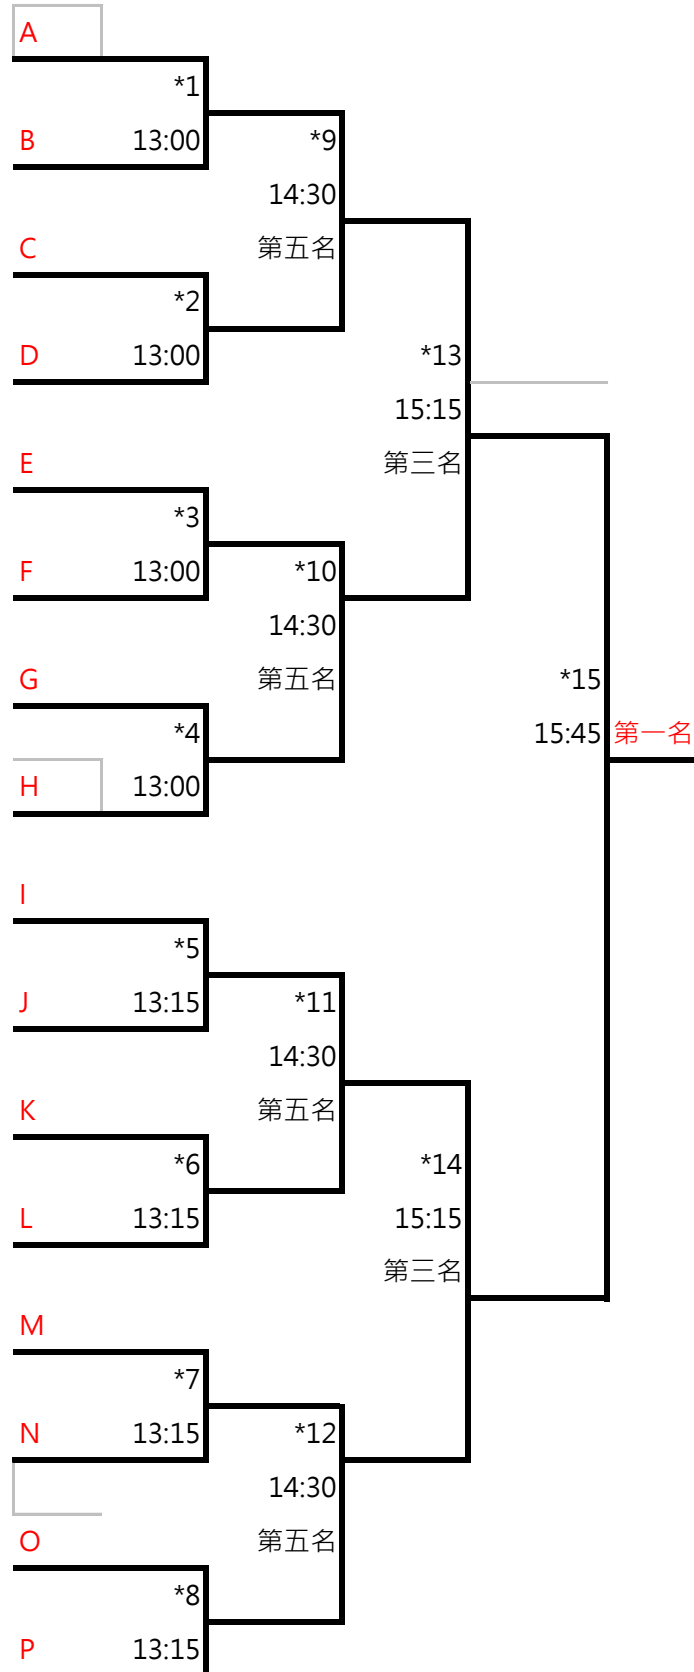 A
*1
B 13:00 *9
14:30
C 第五名
*2
D 13:00 *13
15:15
E 第三名
*3
F 13:00 *10
14:30
G 第五名 *15
*4 15:45 第一名
H 13:00
I
*5
J 13:15 *11
14:30
K 第五名
*6 *14
L 13:15 15:15
第三名
M
*7
N 13:15 *12
14:30
O 第五名
*8
P 13:15